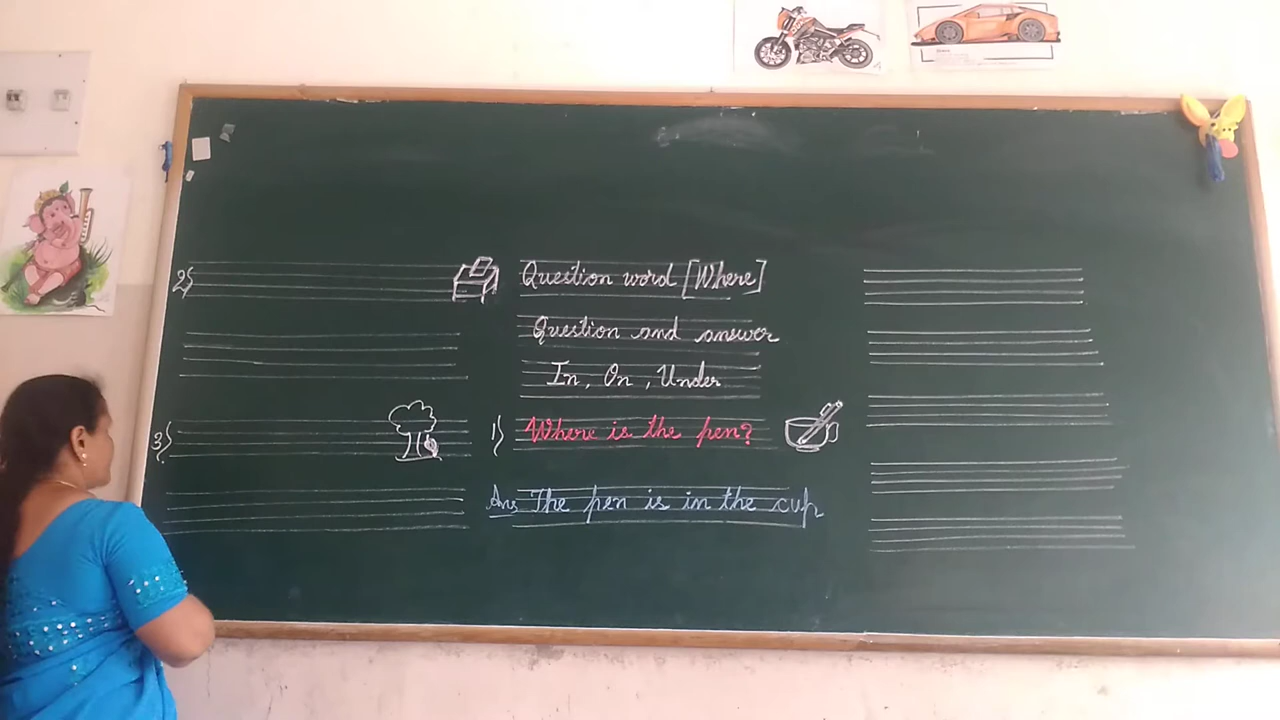 Question word [Where]
Question and answer
In, On, Under
1) Where is the pen?
Ans The pen is in the cup
2)
3)